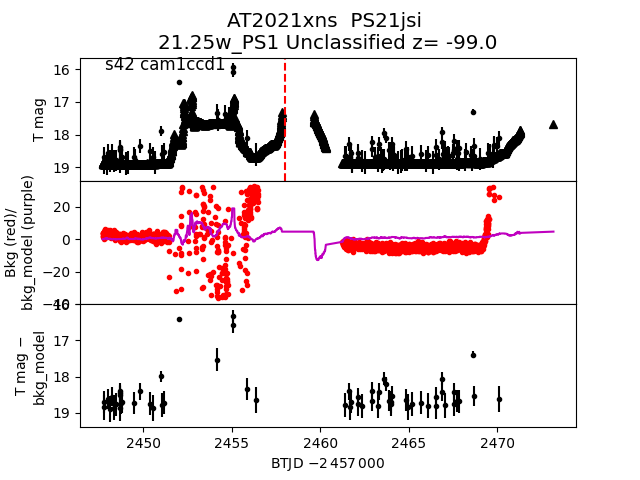 AT2021xns  PS21jsi
21.25w_PS1 Unclassified z= -99.0
s42 cam1ccd1
T mag
16
17
18
19
Bkg (red)/
bkg_model (purple)
20
0
−20
−40
T mag −
bkg_model
16
17
18
19
2450
2455
2460
2465
2470
BTJD −2 457 000